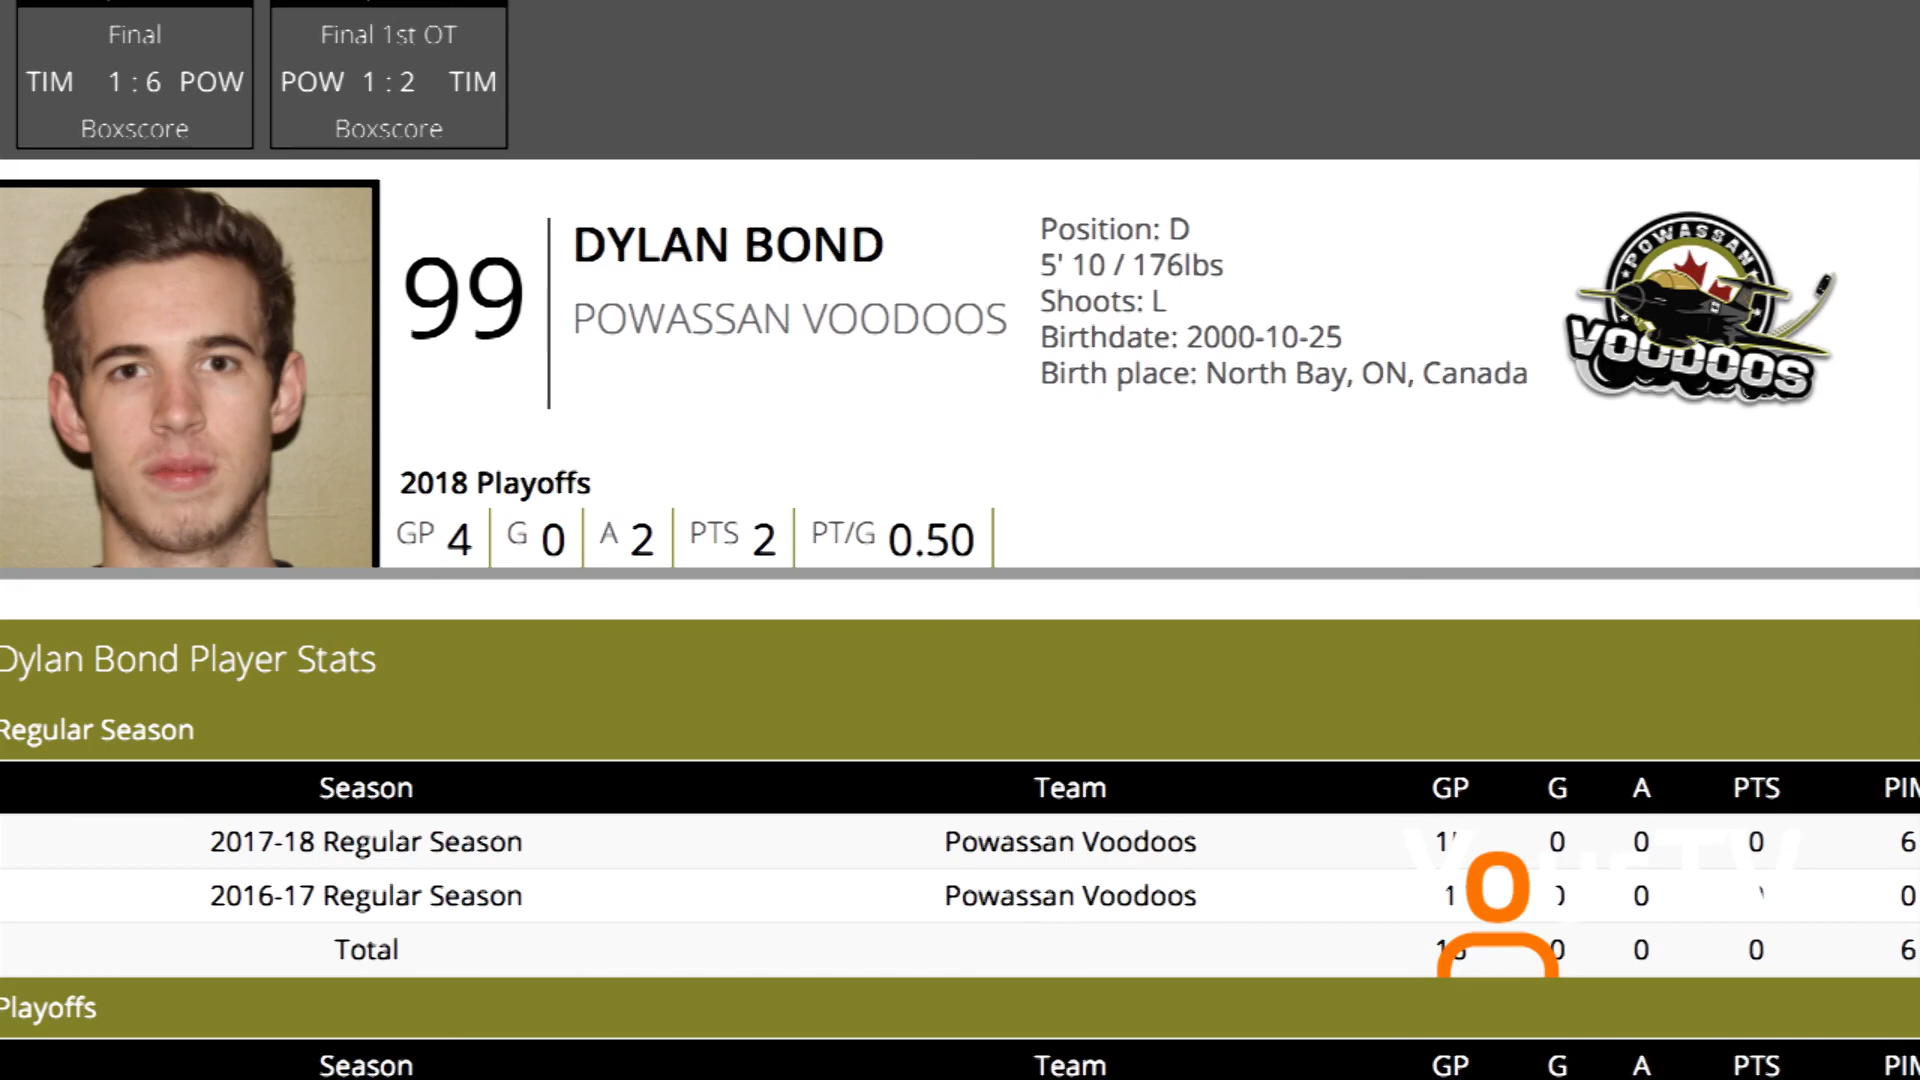 Final
TIM 1 : 6 POW
Boxscore
Final 1st OT
POW 1 : 2 TIM
Boxscore
99
DYLAN BOND
POWASSAN VOODOOS
Position: D
5' 10 / 176lbs
Shoots: L
Birthdate: 2000-10-25
Birth place: North Bay, ON, Canada
POWASSAN
VOODOOS
2018 Playoffs
GP 4 G 0 A 2 PTS 2 PT/G 0.50
Dylan Bond Player Stats
Regular Season
Season Team GP G A PTS
2017-18 Regular Season Powassan Voodoos 0 0 0 6
2016-17 Regular Season Powassan Voodoos 1 0 0
Total 0 0 0 6
Playoffs
Season Team GP G A PTS